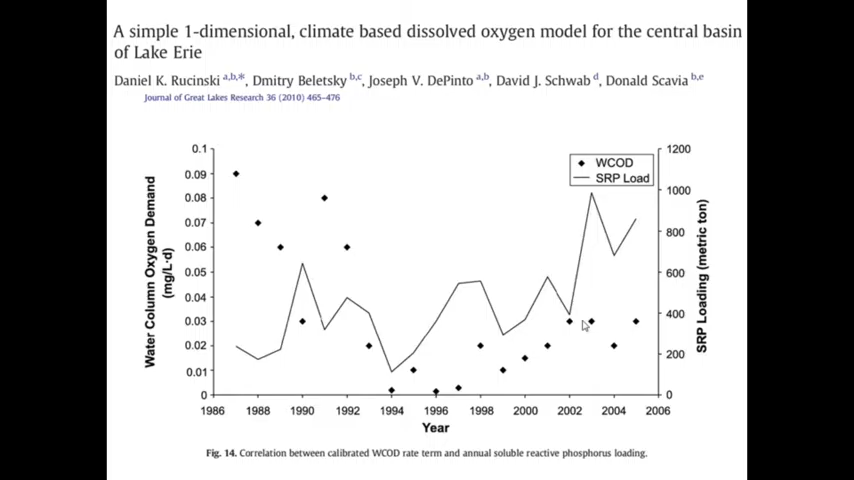 A simple 1-dimensional, climate based dissolved oxygen model for the central basin
of Lake Erie
Daniel K. Rucinski a,b,*, Dmitry Beletsky b,c, Joseph V. DePinto a,b, David J. Schwab d, Donald Scavia b,e
Journal of Great Lakes Research 36 (2010) 465–476
WCOD
SRP Load
Water Column Oxygen Demand
(mg/L·d)
0.1
0.09
0.08
0.07
0.06
0.05
0.04
0.03
0.02
0.01
0
1200
1000
800
600
400
200
0
SRP Loading (metric ton)
1986 1988 1990 1992 1994 1996 1998 2000 2002 2004 2006
Year
Fig. 14. Correlation between calibrated WCOD rate term and annual soluble reactive phosphorus loading.